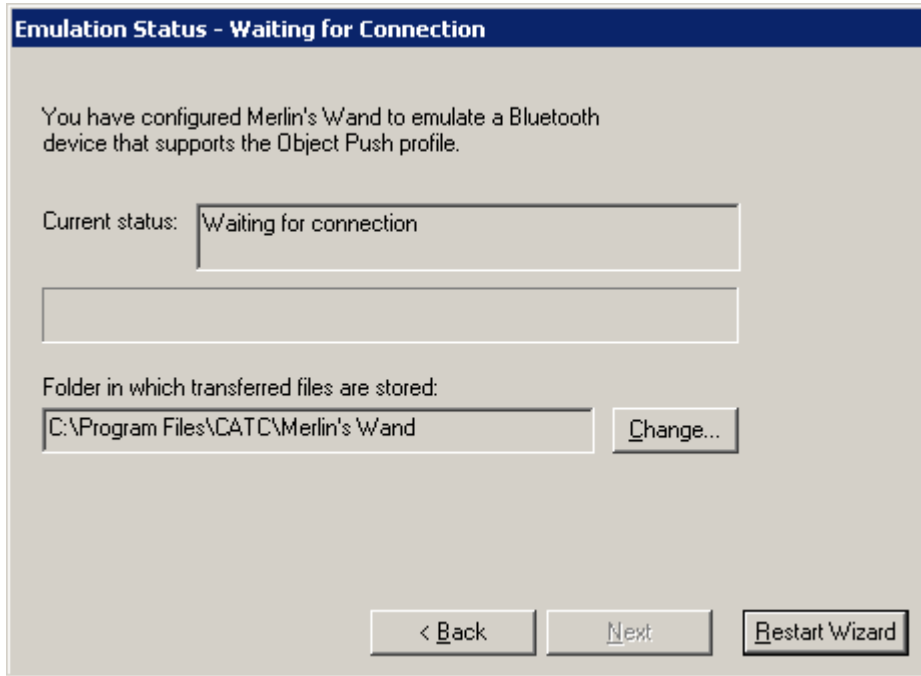 Emulation Status - Waiting for Connection
You have configured Merlin's Wand to emulate a Bluetooth
device that supports the Object Push profile.
Current status: Waiting for connection
Folder in which transferred files are stored:
C:\Program Files\CATC\Merlin's Wand Change...
< Back Next Restart Wizard